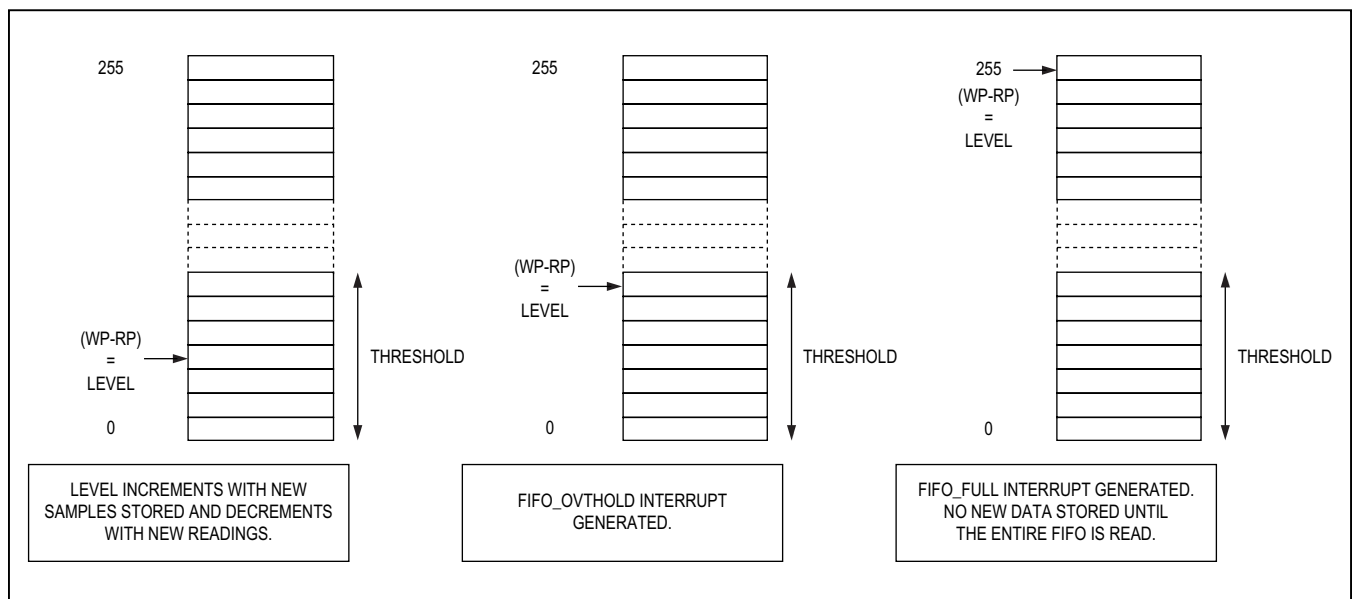 255
(WP-RP)
=
LEVEL
0
THRESHOLD
LEVEL INCREMENTS WITH NEW
SAMPLES STORED AND DECREMENTS
WITH NEW READINGS.
255
(WP-RP)
=
LEVEL
0
THRESHOLD
FIFO_OVTHOLD INTERRUPT
GENERATED.
255
(WP-RP)
=
LEVEL
0
THRESHOLD
FIFO_FULL INTERRUPT GENERATED.
NO NEW DATA STORED UNTIL
THE ENTIRE FIFO IS READ.